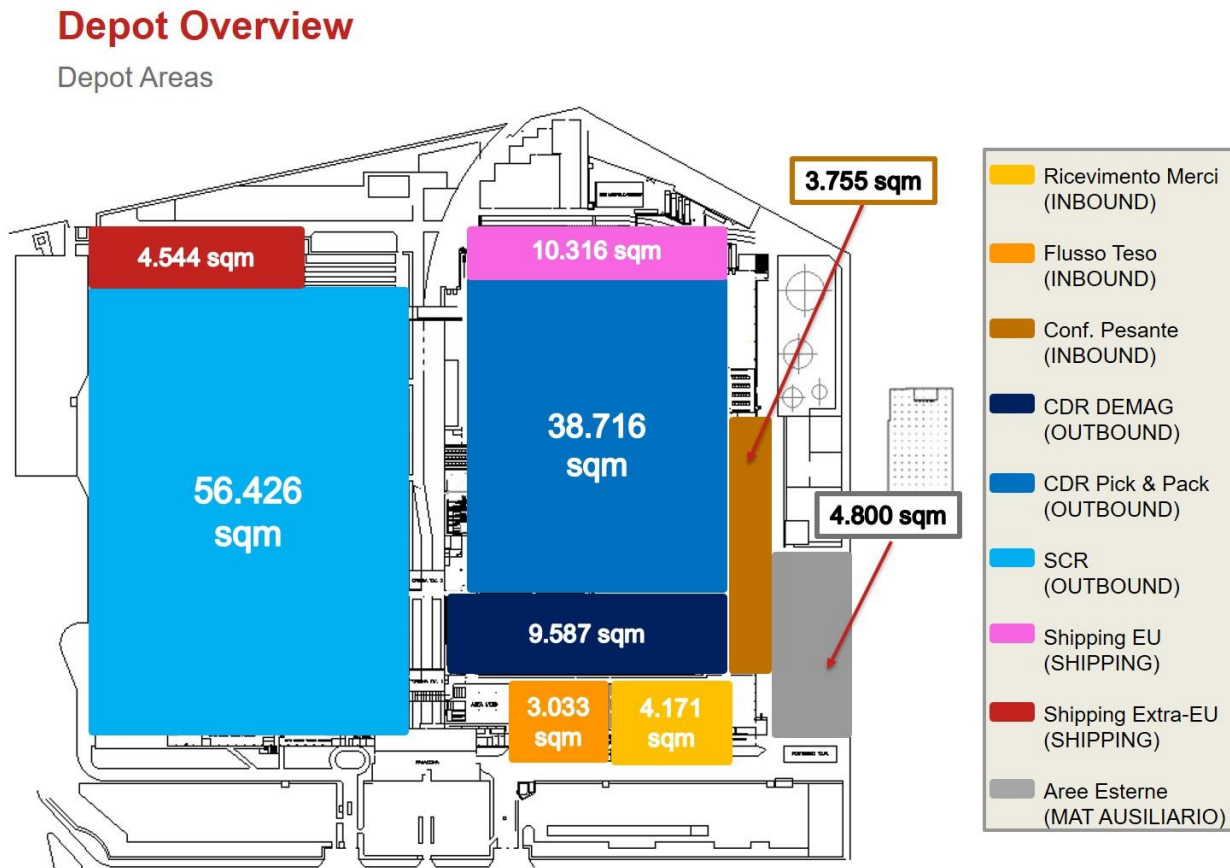 Depot Overview
Depot Areas
3.755 sqm
4.544 sqm
10.316 sqm
38.716
sqm
56.426
sqm
4.800 sqm
9.587 sqm
3.033
sqm
4.171
sqm
Ricevimento Merci
(INBOUND)
Flusso Teso
(INBOUND)
Conf. Pesante
(INBOUND)
CDR DEMAG
(OUTBOUND)
CDR Pick & Pack
(OUTBOUND)
SCR
(OUTBOUND)
Shipping EU
(SHIPPING)
Shipping Extra-EU
(SHIPPING)
Aree Esterne
(MAT AUSILIARIO)